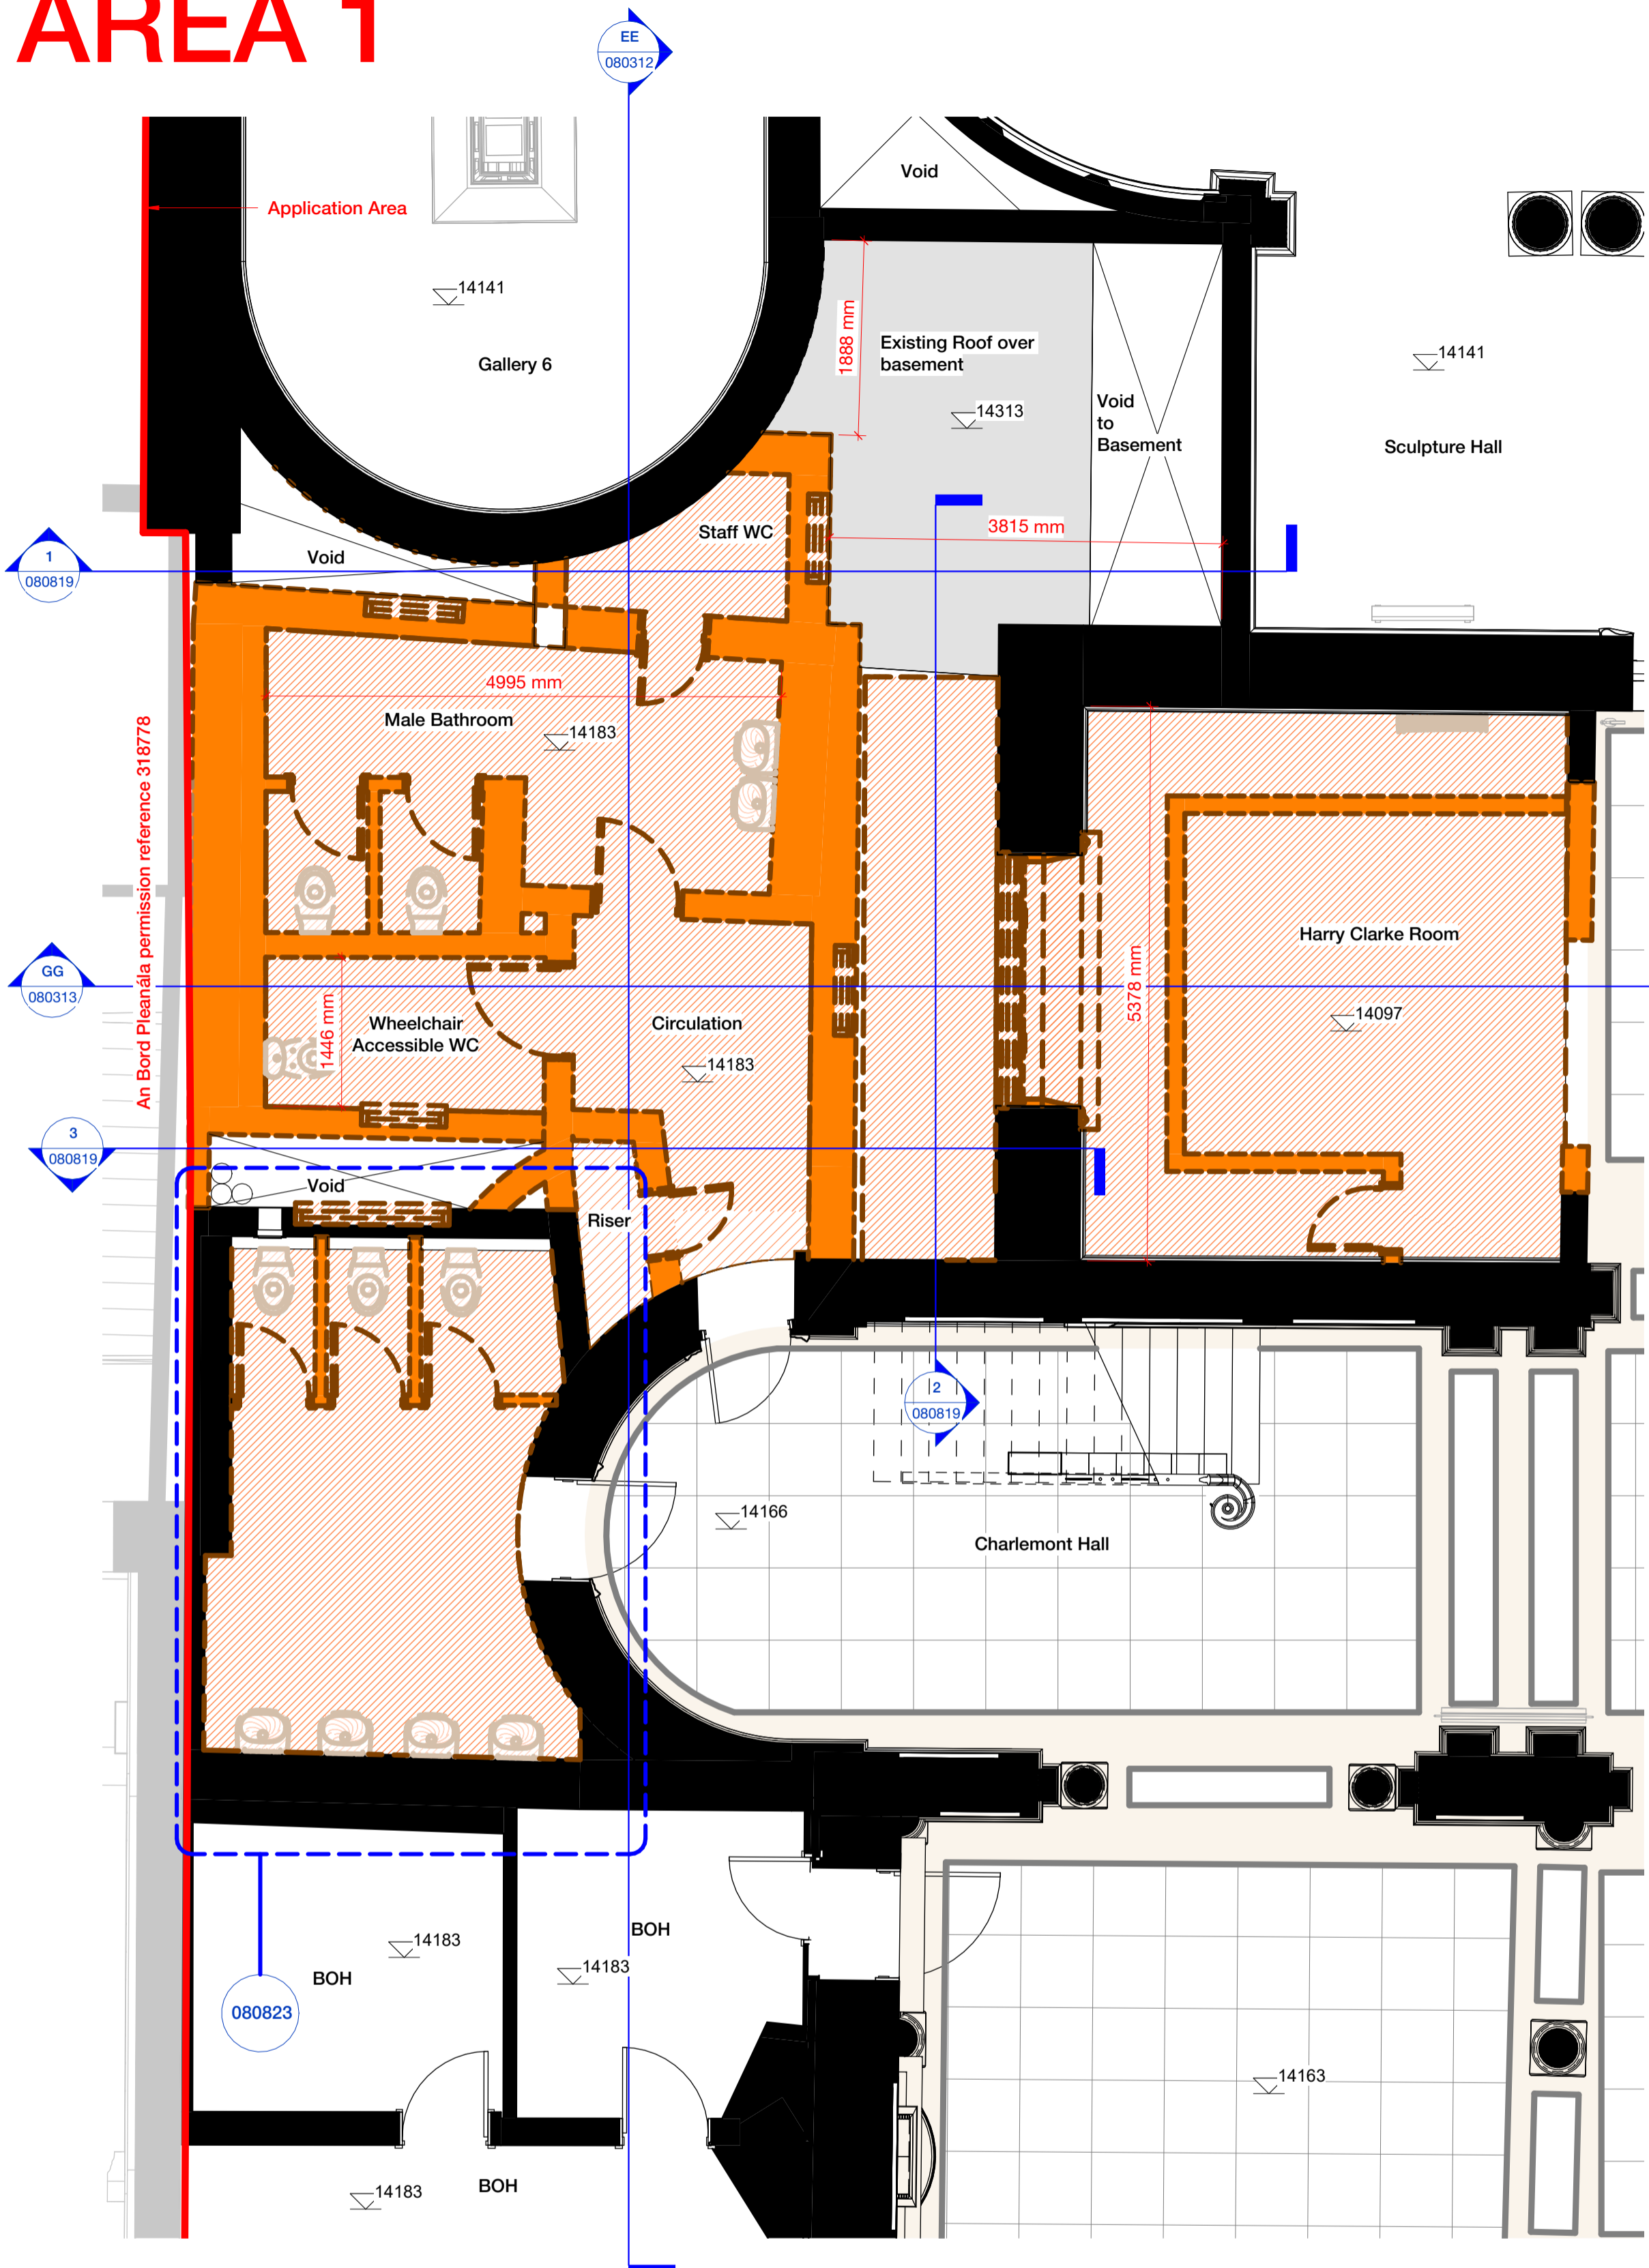 AREA 1
EE
080312
Void
Application Area
14141
Gallery 6
1888 mm
Existing Roof over
basement
14313
Void
to
Basement
14141
Sculpture Hall
Staff WC
3815 mm
1
080819
Void
4995 mm
Male Bathroom
14183
An Bord Pleanála permission reference 318778
Harry Clarke Room
14097
5378 mm
GG
080313
1446 mm
Wheelchair
Accessible WC
Circulation
14183
3
080819
Void
Riser
2
080819
14166
Charlemont Hall
BOH
14183
14183
BOH
080823
14163
14183
BOH